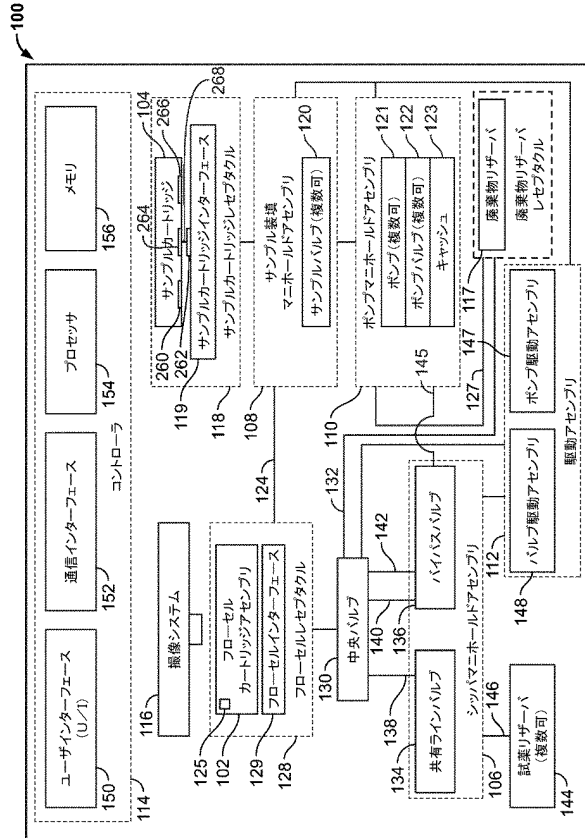 100
メモリ
156
プロセッサ
154
通信インターフェース
152
ユーザインターフェース
(U/I)
150
コントローラ
114
264
104
266
268
サンプルカートリッジ
260
262
サンプルカートリッジインターフェース
119
サンプルカートリッジレセプタクル
118
サンプル装填
マニホールドアセンブリ
120
サンプルバルブ(複数可)
108
ポンプマニホールドアセンブリ
121
ポンプ(複数可)
122
ポンプバルブ(複数可)
123
キャッシュ
110
145
117
廃棄物リザーバ
廃棄物リザーバ
レセプタクル
127
147
ポンプ駆動アセンブリ
バルブ駆動アセンブリ
148
駆動アセンブリ
112
撮像システム
116
124
フローセル
カートリッジアセンブリ
125
102
フローセルインターフェース
129
フローセルレセプタクル
128
132
中央バルブ
130
142
140
138
バイパスバルブ
136
共有ラインバルブ
134
シッパマニホールドアセンブリ
106
146
試薬リザーバ
(複数可)
144